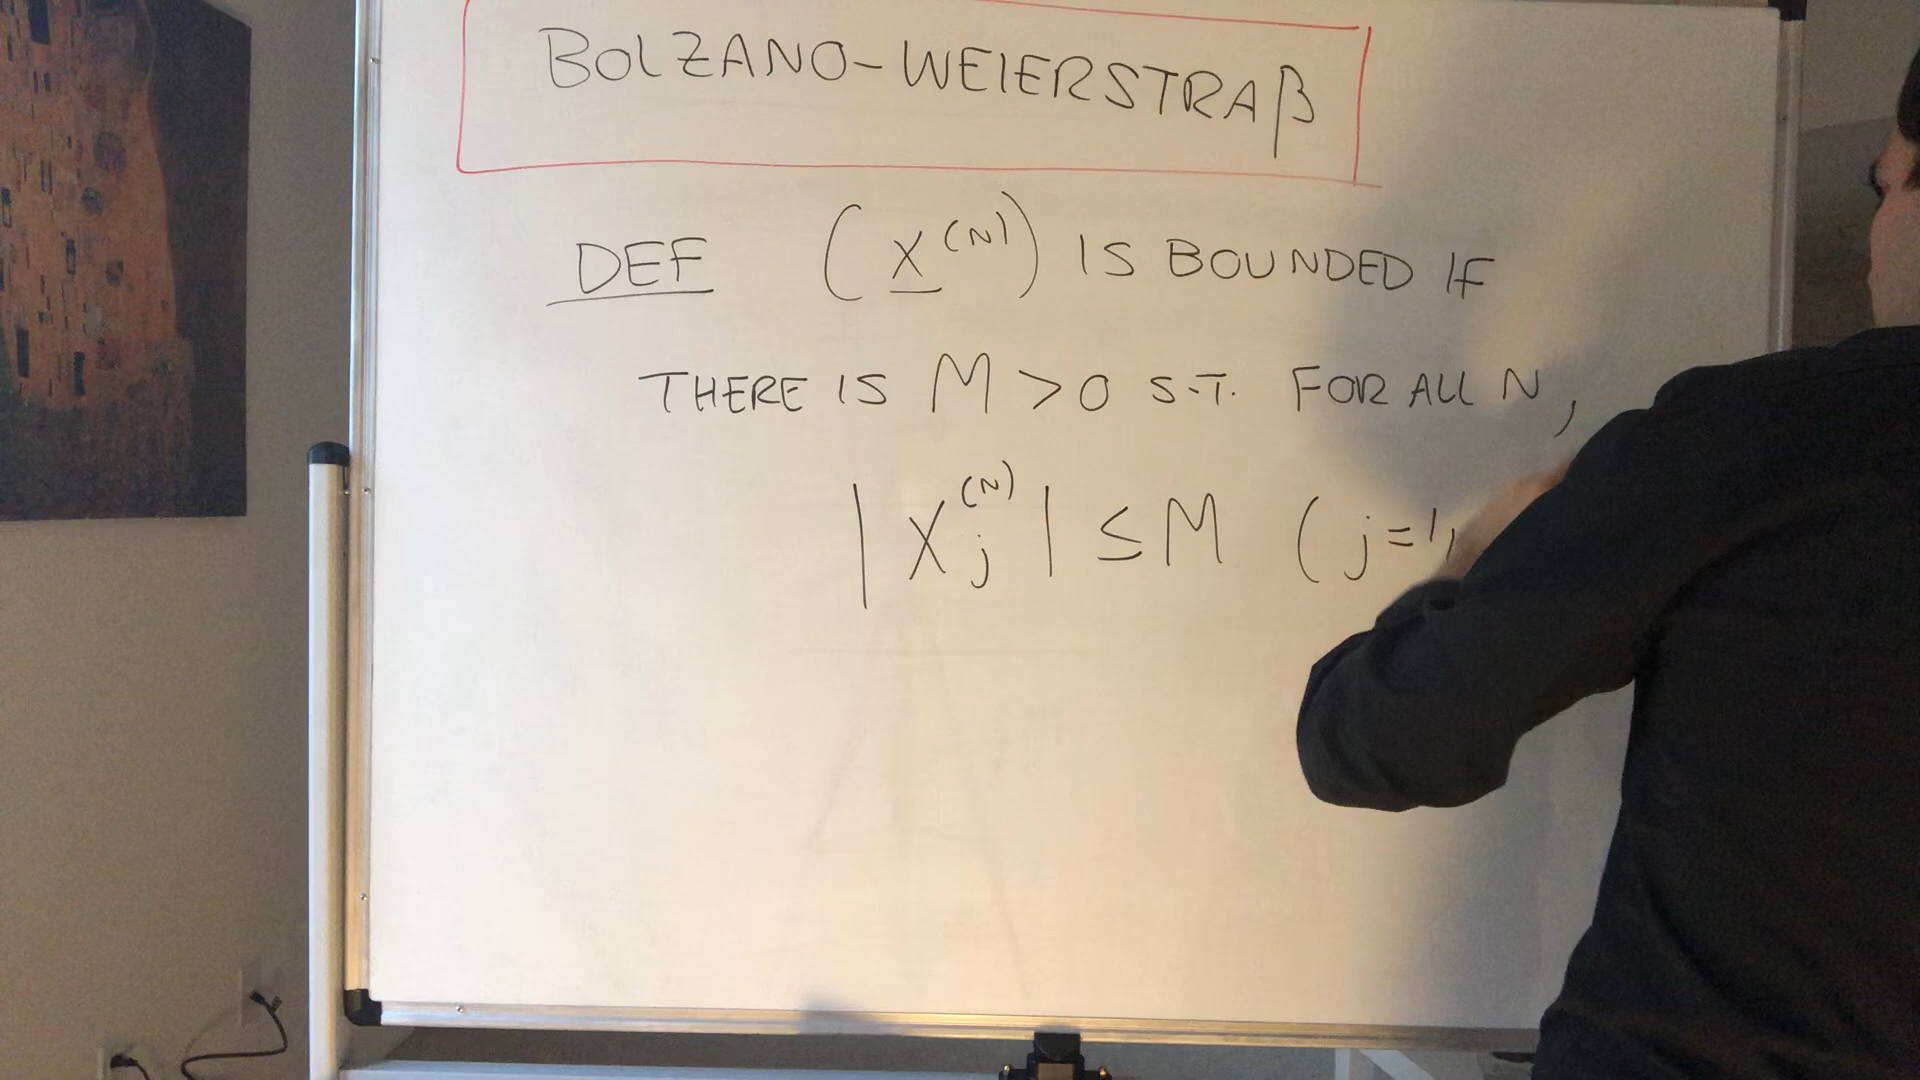 BOLZANO-WEIERSTRAß
DEF (x̲^(N)) IS BOUNDED IF
THERE IS M > 0 S.T. FOR ALL N,
|x_j^(N)| ≤ M (j=1,